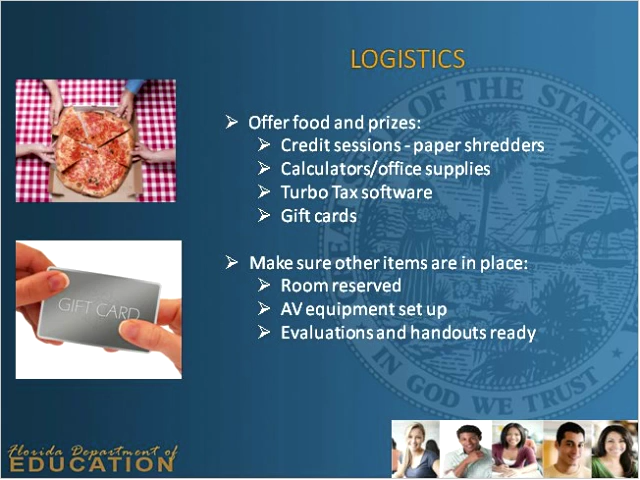 LOGISTICS
➢ Offer food and prizes:
➢ Credit sessions - paper shredders
➢ Calculators/office supplies
➢ Turbo Tax software
➢ Gift cards
GIFT CARD
➢ Make sure other items are in place:
➢ Room reserved
➢ AV equipment set up
➢ Evaluations and handouts ready
OF THE STATE OF
IN GOD WE TRUST
Florida Department of
EDUCATION